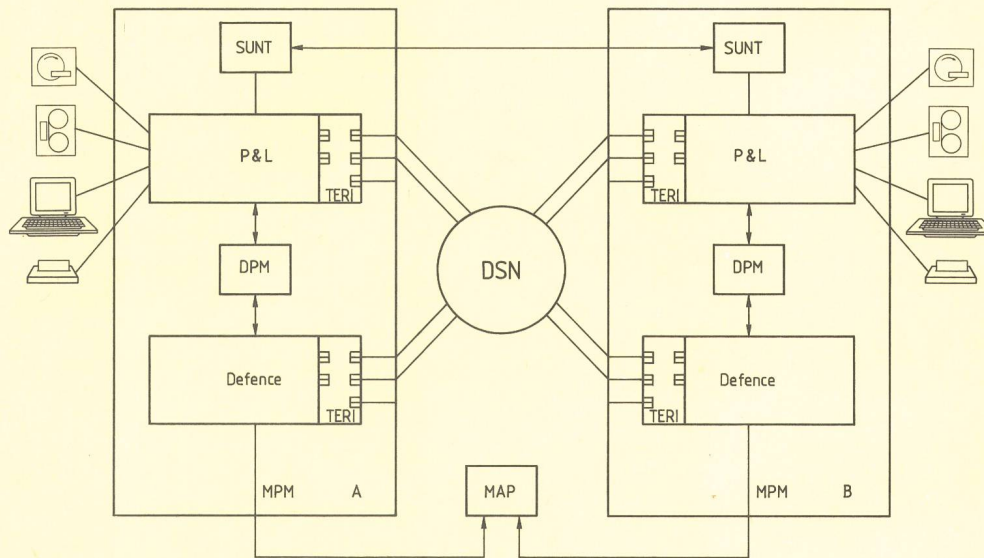 SUNT
SUNT
P&L
TERI
P&L
TERI
DPM
DSN
DPM
Defence
TERI
Defence
TERI
MPM A
MAP
MPM B